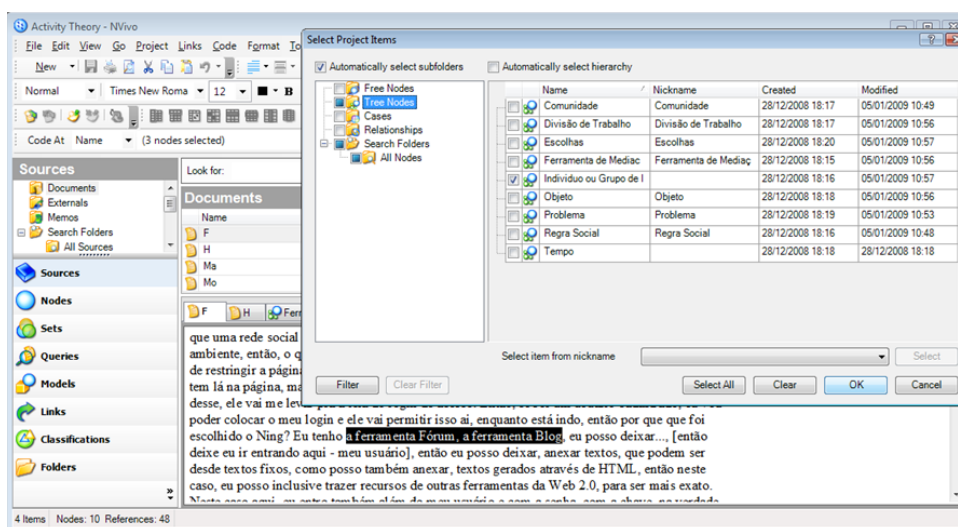 Activity Theory - NVivo
File Edit View Go Project Links Code Format To
New
Normal Times New Roma 12 B
Code At Name (3 nodes selected)
Sources
Documents
Externals
Memos
Search Folders
All Sources
Sources
Nodes
Sets
Queries
Models
Links
Classifications
Folders
Look for:
Documents
Name
F
H
Ma
Mo
F H Ferr
que uma rede social
ambiente, então, o q
de restringir a págin
tem lá na página, ma
desse, ele vai me lev
poder colocar o meu login e ele vai permitir isso ai, enquanto está indo, então por que que foi
escolhido o Ning? Eu tenho a ferramenta Fórum, a ferramenta Blog, eu posso deixar..., [então
deixe eu ir entrando aqui - meu usuário], então eu posso deixar, anexar textos, que podem ser
desde textos fixos, como posso também anexar, textos gerados através de HTML, então neste
caso, eu posso inclusive trazer recursos de outras ferramentas da Web 2.0, para ser mais exato.
Select Project Items
Automatically select subfolders
Automatically select hierarchy
Free Nodes
Tree Nodes
Cases
Relationships
Search Folders
All Nodes
Name Nickname Created Modified
Comunidade Comunidade 28/12/2008 18:17 05/01/2009 10:49
Divisão de Trabalho Divisão de Trabalho 28/12/2008 18:17 05/01/2009 10:56
Escolhas Escolhas 28/12/2008 18:20 05/01/2009 10:57
Ferramenta de Mediac Ferramenta de Mediaç 28/12/2008 18:15 05/01/2009 10:56
Individuo ou Grupo de I 28/12/2008 18:16 05/01/2009 10:57
Objeto Objeto 28/12/2008 18:18 05/01/2009 10:56
Problema Problema 28/12/2008 18:19 05/01/2009 10:53
Regra Social Regra Social 28/12/2008 18:16 05/01/2009 10:48
Tempo 28/12/2008 18:18 28/12/2008 18:18
Select item from nickname Select
Filter Clear Filter Select All Clear OK Cancel
4 Items Nodes: 10 References: 48